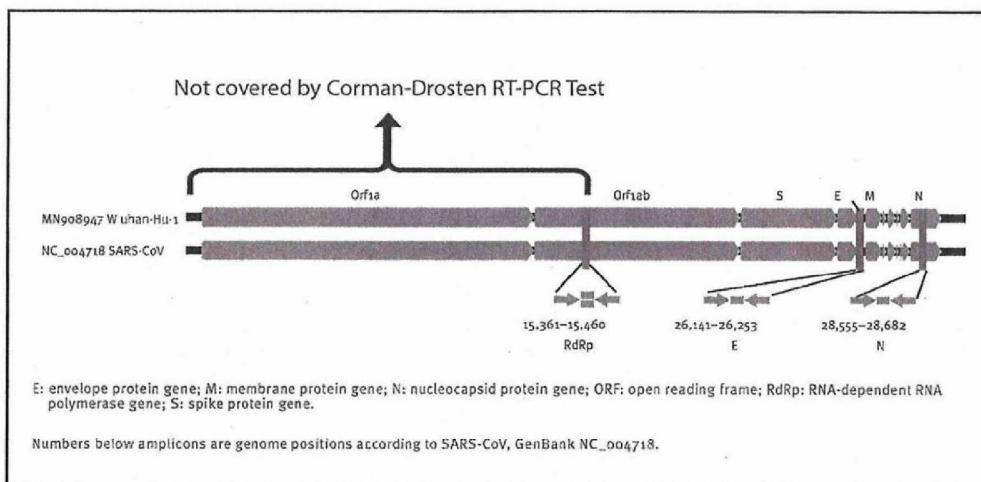 Not covered by Corman-Drosten RT-PCR Test
Orf1a Orf1ab S E M N
MN908947 W uhan-Hu-1
NC_004718 SARS-CoV
15,361–15,460 26,141–26,253 28,555–28,682
RdRp E N
E: envelope protein gene; M: membrane protein gene; N: nucleocapsid protein gene; ORF: open reading frame; RdRp: RNA-dependent RNA
polymerase gene; S: spike protein gene.
Numbers below amplicons are genome positions according to SARS-CoV, GenBank NC_004718.